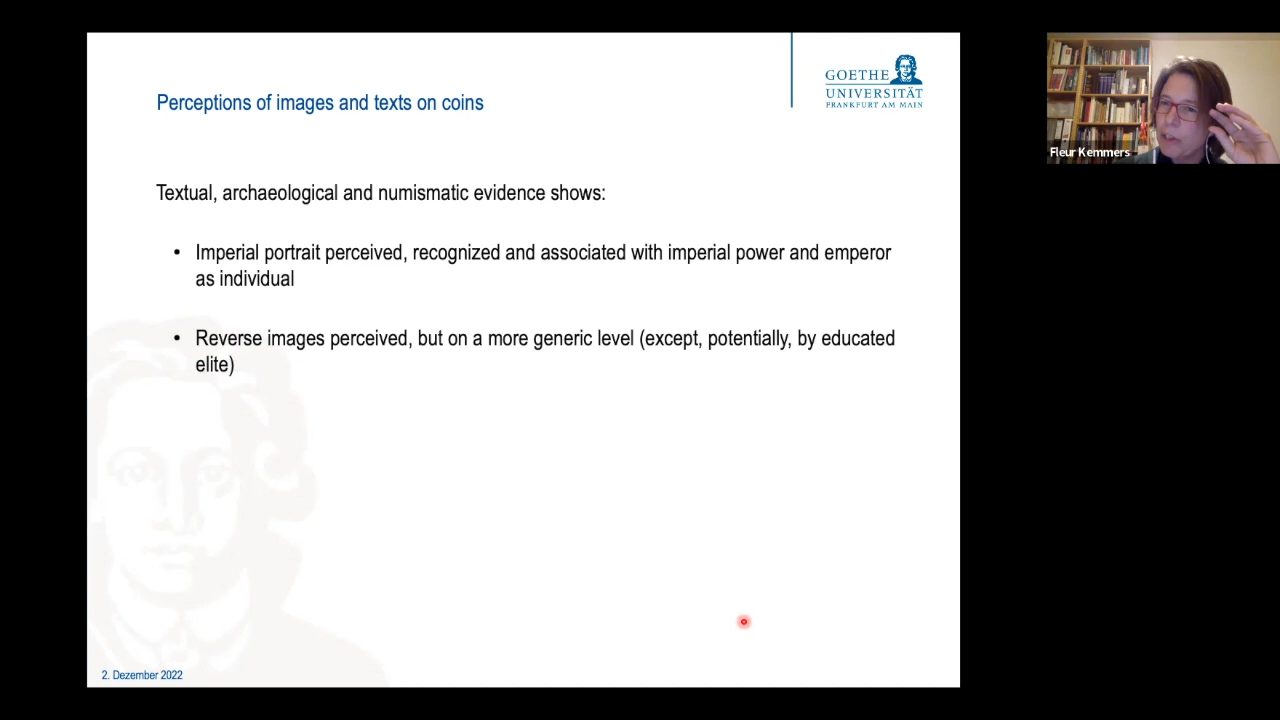 GOETHE
UNIVERSITÄT
FRANKFURT AM MAIN
Perceptions of images and texts on coins
Fleur Kemmers
Textual, archaeological and numismatic evidence shows:
• Imperial portrait perceived, recognized and associated with imperial power and emperor
as individual
• Reverse images perceived, but on a more generic level (except, potentially, by educated
elite)
2. Dezember 2022